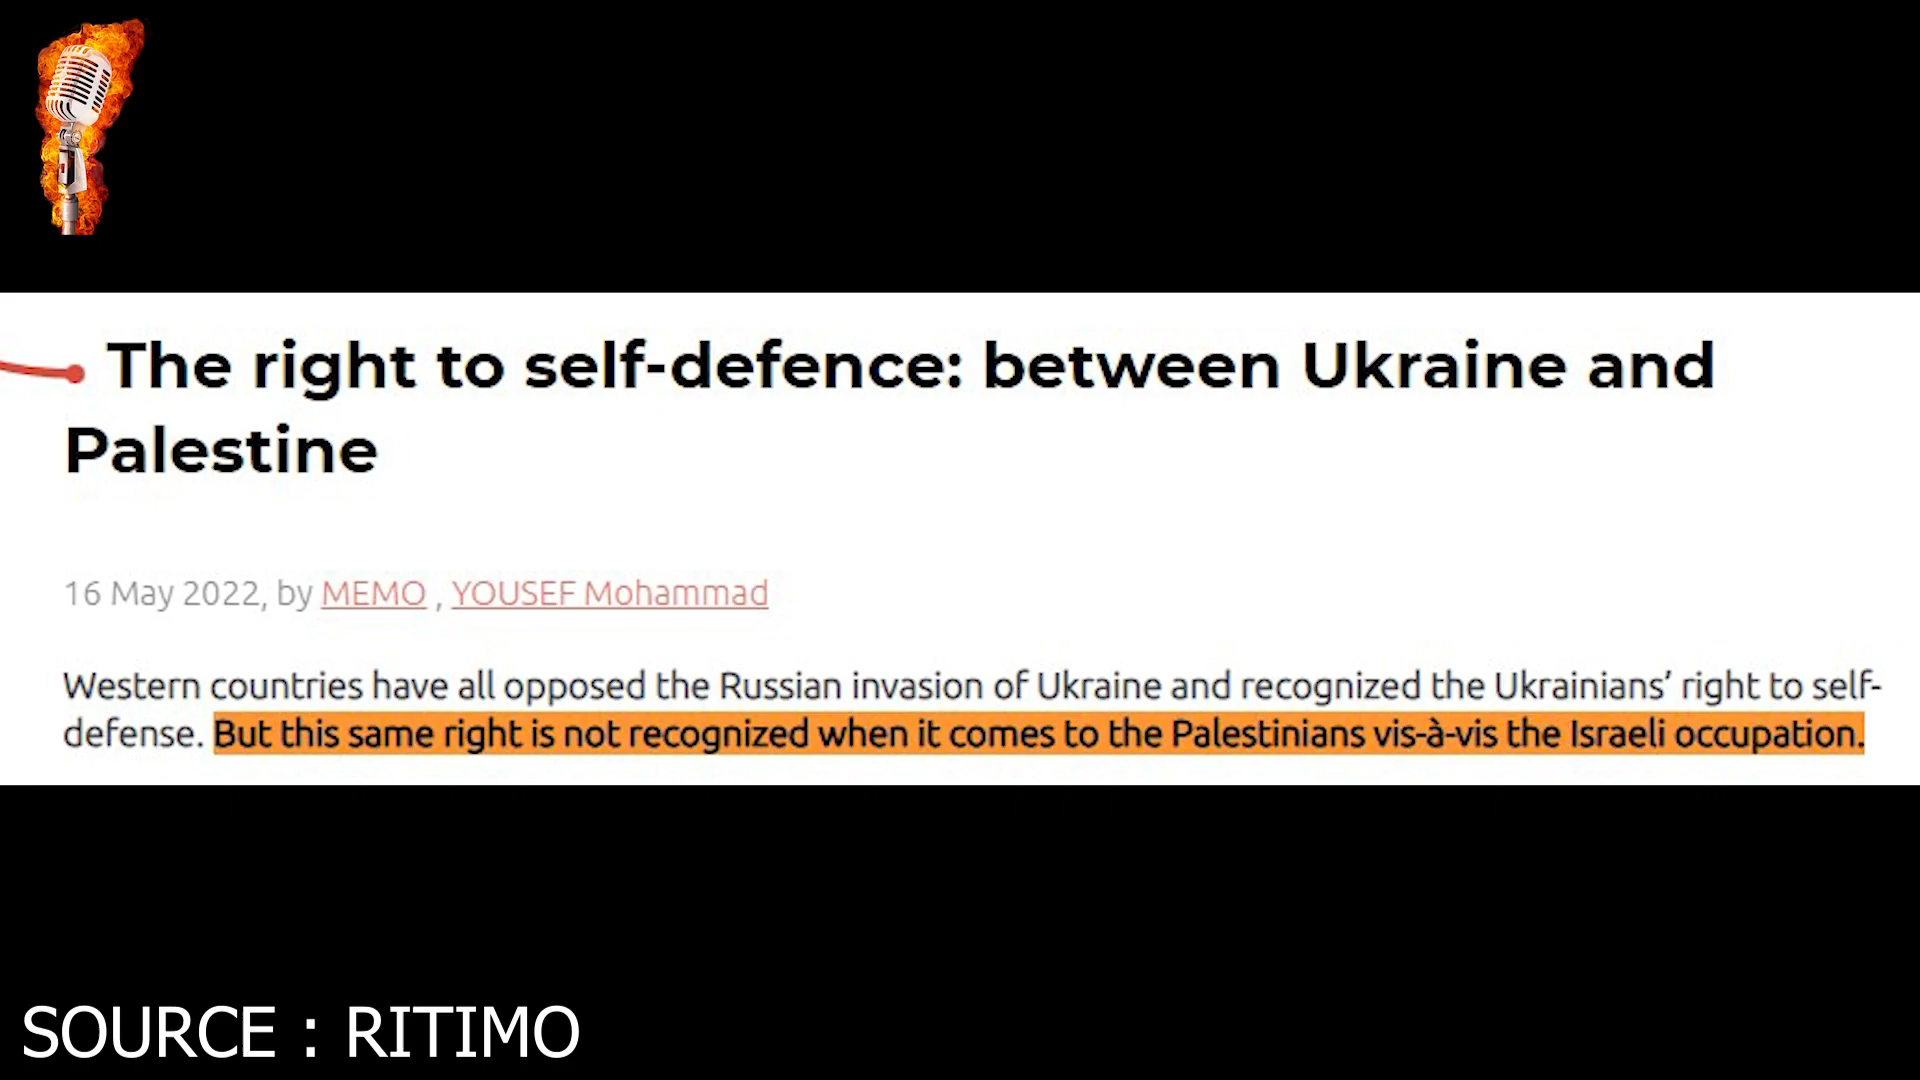 The right to self-defence: between Ukraine and
Palestine
16 May 2022, by MEMO , YOUSEF Mohammad
Western countries have all opposed the Russian invasion of Ukraine and recognized the Ukrainians’ right to self-
defense. But this same right is not recognized when it comes to the Palestinians vis-à-vis the Israeli occupation.
SOURCE : RITIMO